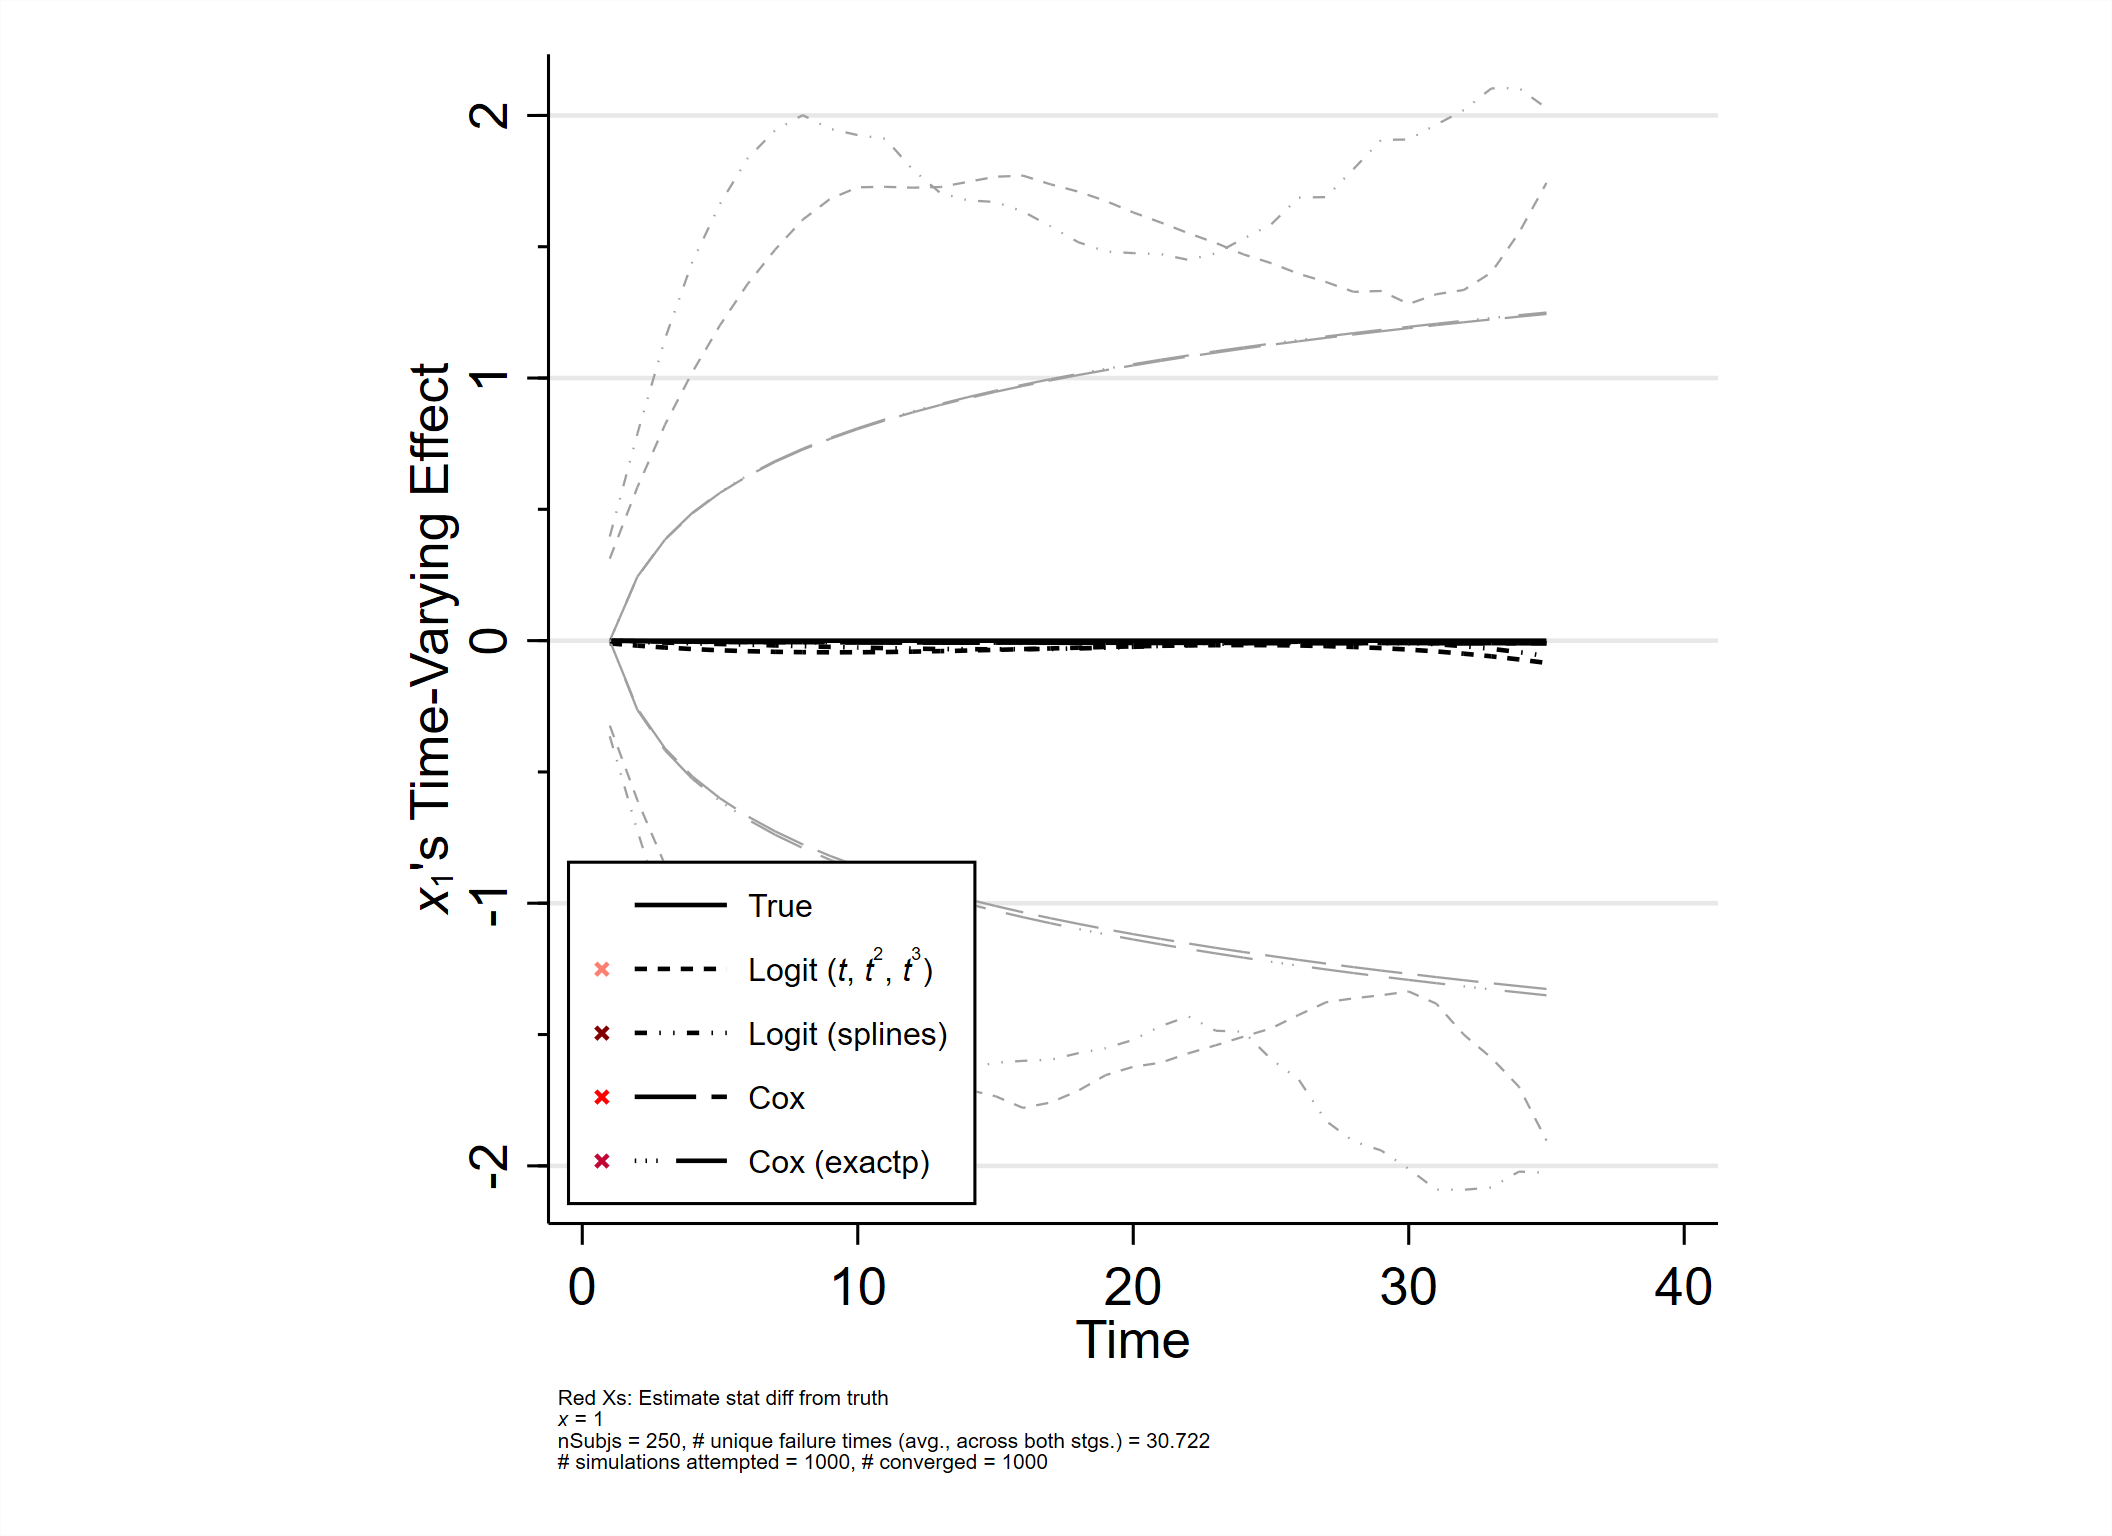 x₁'s Time-Varying Effect
2
1
0
-1
-2
True
Logit (t, t², t³)
Logit (splines)
Cox
Cox (exactp)
0 10 20 30 40
Time
Red Xs: Estimate stat diff from truth
x = 1
nSubjs = 250, # unique failure times (avg., across both stgs.) = 30.722
# simulations attempted = 1000, # converged = 1000